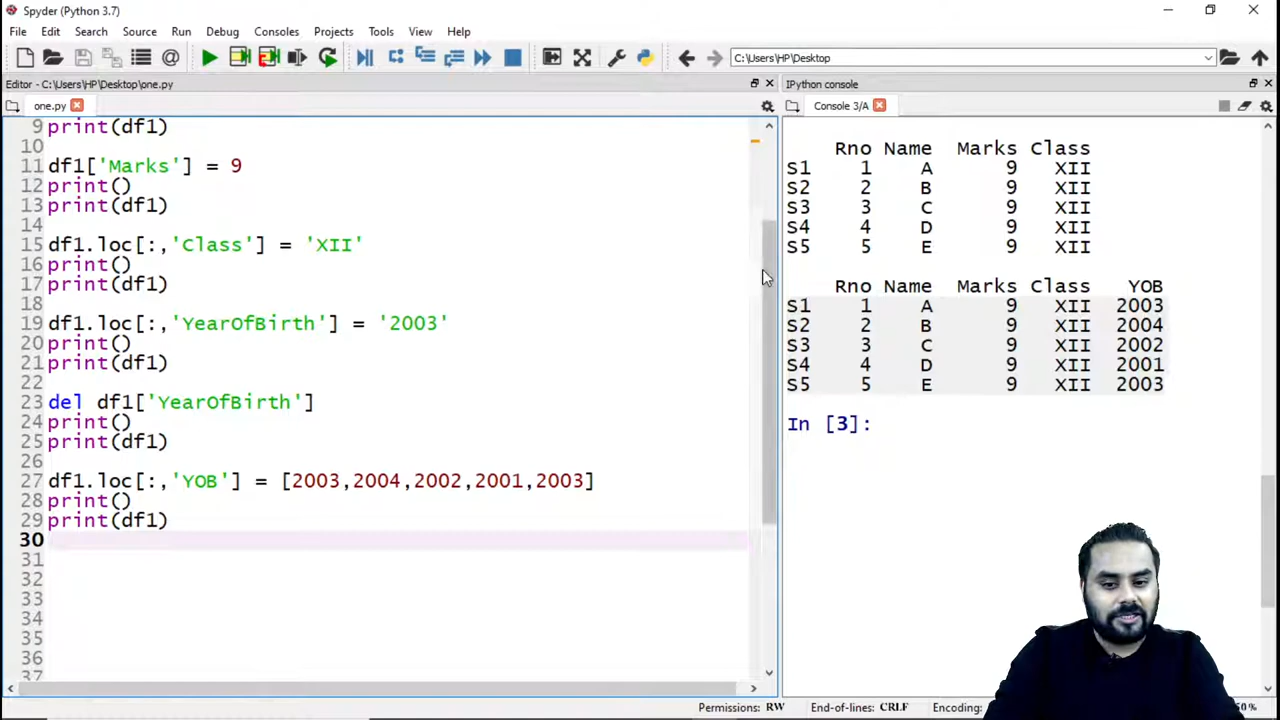 Spyder (Python 3.7)
File Edit Search Source Run Debug Consoles Projects Tools View Help
C:\Users\HP\Desktop
Editor - C:\Users\HP\Desktop\one.py
one.py
9 print(df1)
10
11 df1['Marks'] = 9
12 print()
13 print(df1)
14
15 df1.loc[:,'Class'] = 'XII'
16 print()
17 print(df1)
18
19 df1.loc[:,'YearOfBirth'] = '2003'
20 print()
21 print(df1)
22
23 del df1['YearOfBirth']
24 print()
25 print(df1)
26
27 df1.loc[:,'YOB'] = [2003,2004,2002,2001,2003]
28 print()
29 print(df1)
30
31
32
33
34
35
36
37
IPython console
Console 3/A
Rno Name Marks Class
S1 1 A 9 XII
S2 2 B 9 XII
S3 3 C 9 XII
S4 4 D 9 XII
S5 5 E 9 XII
Rno Name Marks Class YOB
S1 1 A 9 XII 2003
S2 2 B 9 XII 2004
S3 3 C 9 XII 2002
S4 4 D 9 XII 2001
S5 5 E 9 XII 2003
In [3]:
Permissions: RW End-of-lines: CRLF Encoding: